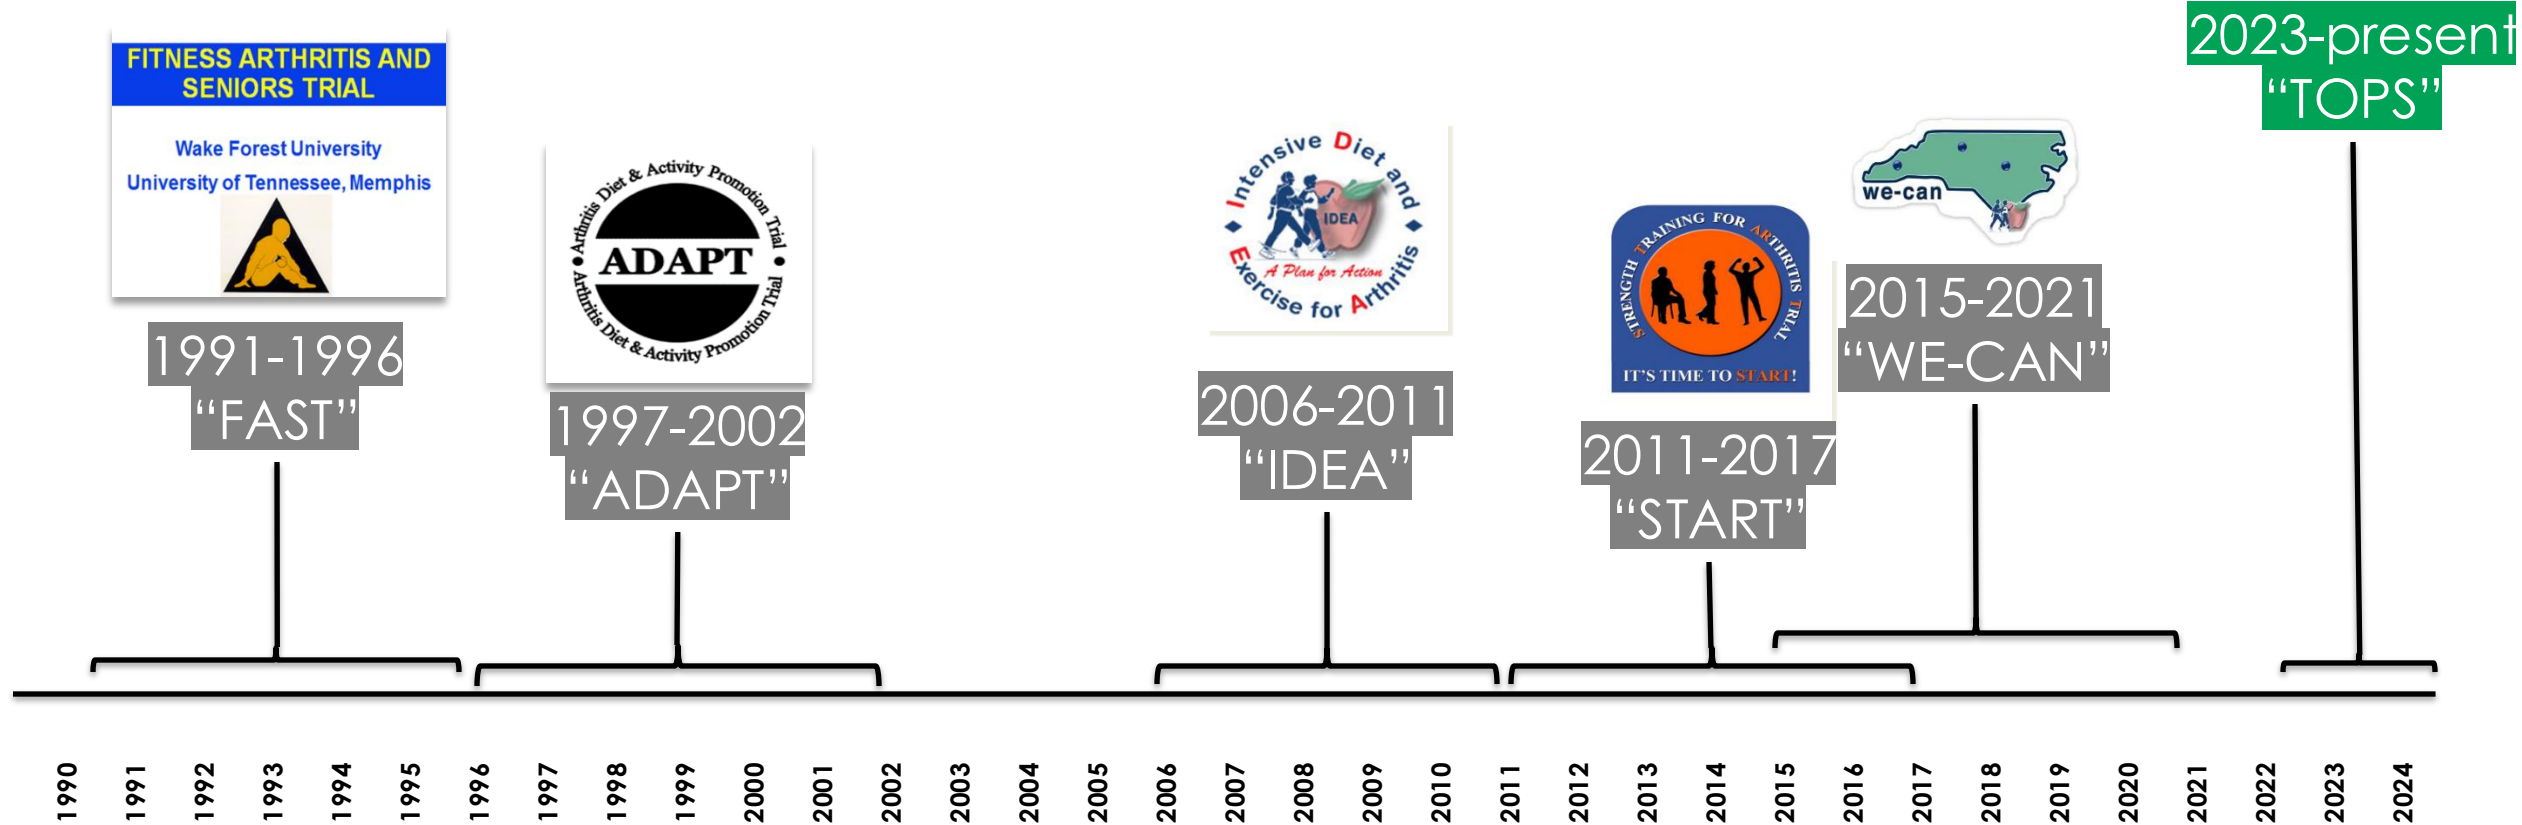 FITNESS ARTHRITIS AND
SENIORS TRIAL
Wake Forest University
University of Tennessee, Memphis
1991-1996
“FAST”
Arthritis Diet & Activity Promotion Trial
ADAPT
Arthritis Diet & Activity Promotion Trial
1997-2002
“ADAPT”
Intensive Diet and
IDEA
A Plan for Action
Exercise for Arthritis
2006-2011
“IDEA”
STRENGTH TRAINING FOR ARTHRITIS TRIAL
IT'S TIME TO START!
2011-2017
“START”
we-can
2015-2021
“WE-CAN”
2023-present
“TOPS”
1990
1991
1992
1993
1994
1995
1996
1997
1998
1999
2000
2001
2002
2003
2004
2005
2006
2007
2008
2009
2010
2011
2012
2013
2014
2015
2016
2017
2018
2019
2020
2021
2022
2023
2024